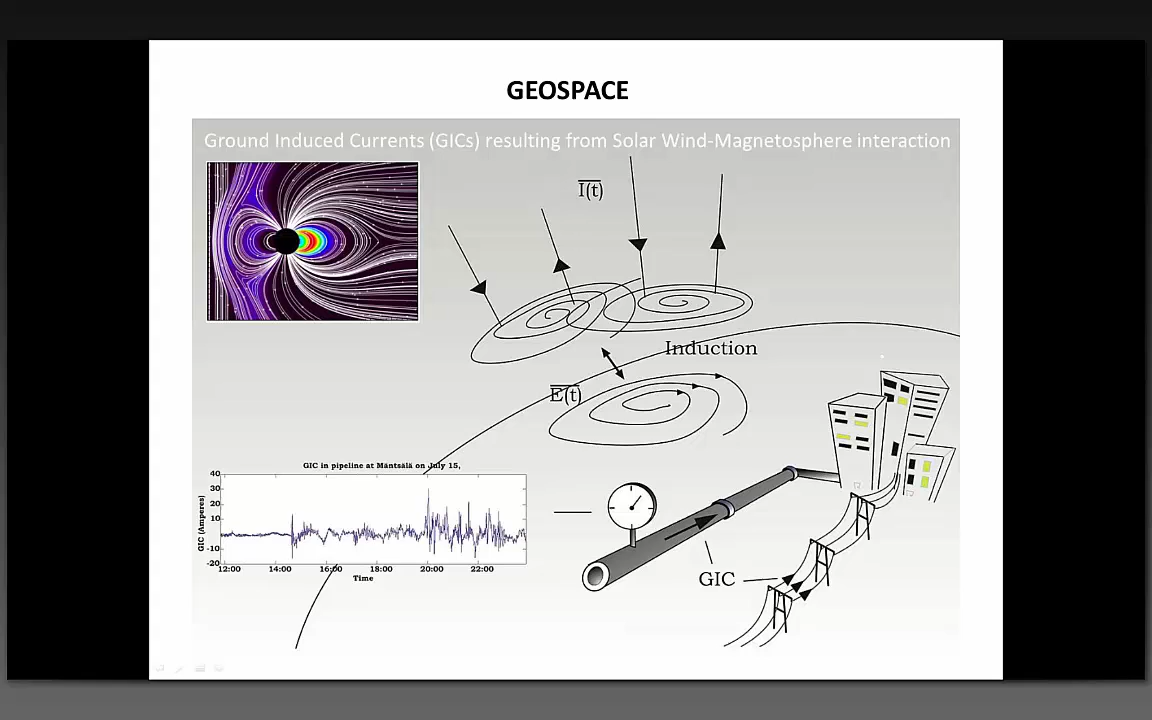 GEOSPACE
Ground Induced Currents (GICs) resulting from Solar Wind-Magnetosphere interaction
I(t)
Induction
E(t)
GIC in pipeline at Mäntsälä on July 15,
GIC (Amperes)
40
30
20
10
-10
-20
12:00 14:00 16:00 18:00 20:00 22:00
Time
GIC